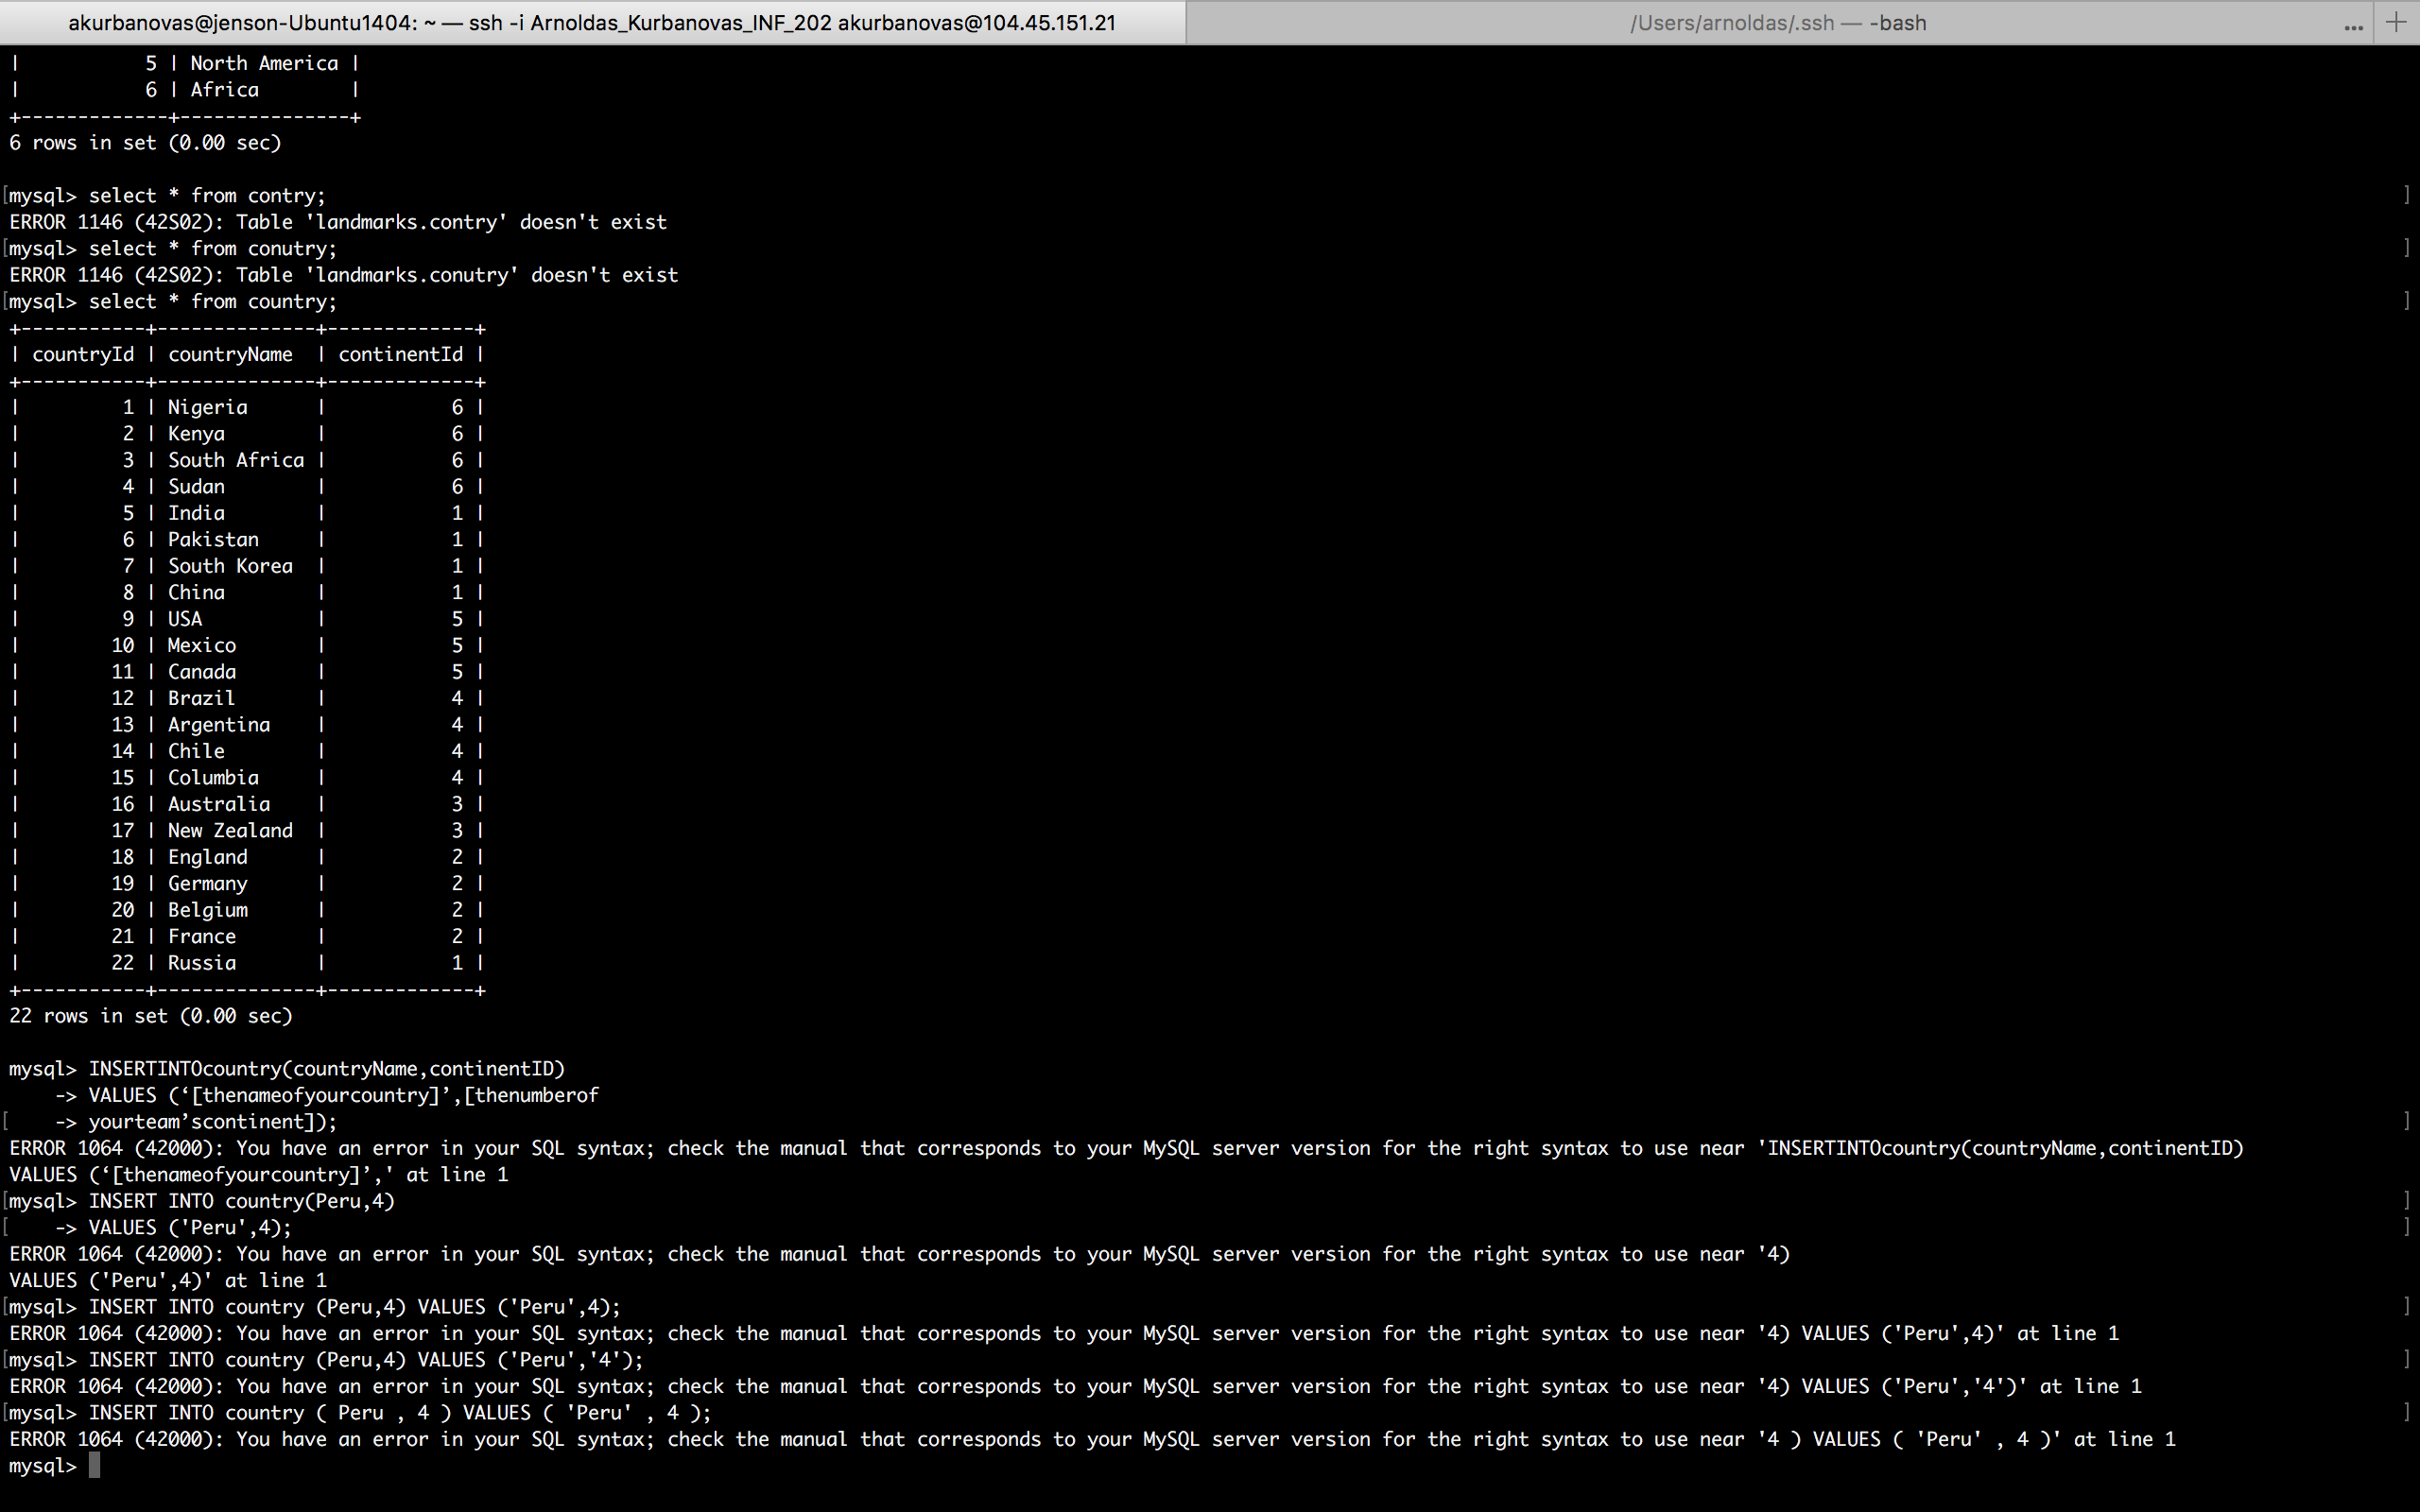 akurbanovas@jenson-Ubuntu1404: ~ — ssh -i Arnoldas_Kurbanovas_INF_202 akurbanovas@104.45.151.21
/Users/arnoldas/.ssh — -bash
... +
|            5 | North America |
|            6 | Africa        |
+-------------+---------------+
6 rows in set (0.00 sec)
[mysql> select * from contry; ]
ERROR 1146 (42S02): Table 'landmarks.contry' doesn't exist
[mysql> select * from conutry; ]
ERROR 1146 (42S02): Table 'landmarks.conutry' doesn't exist
[mysql> select * from country; ]
+-----------+--------------+-------------+
| countryId | countryName  | continentId |
+-----------+--------------+-------------+
|         1 | Nigeria      |           6 |
|         2 | Kenya        |           6 |
|         3 | South Africa |           6 |
|         4 | Sudan        |           6 |
|         5 | India        |           1 |
|         6 | Pakistan     |           1 |
|         7 | South Korea  |           1 |
|         8 | China        |           1 |
|         9 | USA          |           5 |
|        10 | Mexico       |           5 |
|        11 | Canada       |           5 |
|        12 | Brazil       |           4 |
|        13 | Argentina    |           4 |
|        14 | Chile        |           4 |
|        15 | Columbia     |           4 |
|        16 | Australia    |           3 |
|        17 | New Zealand  |           3 |
|        18 | England      |           2 |
|        19 | Germany      |           2 |
|        20 | Belgium      |           2 |
|        21 | France       |           2 |
|        22 | Russia       |           1 |
+-----------+--------------+-------------+
22 rows in set (0.00 sec)
mysql> INSERTINTOcountry(countryName,continentID)
    -> VALUES (‘[thenameofyourcountry]’,[thenumberof
[    -> yourteam’scontinent]); ]
ERROR 1064 (42000): You have an error in your SQL syntax; check the manual that corresponds to your MySQL server version for the right syntax to use near 'INSERTINTOcountry(countryName,continentID)
VALUES (‘[thenameofyourcountry]’,' at line 1
[mysql> INSERT INTO country(Peru,4) ]
[    -> VALUES ('Peru',4); ]
ERROR 1064 (42000): You have an error in your SQL syntax; check the manual that corresponds to your MySQL server version for the right syntax to use near '4)
VALUES ('Peru',4)' at line 1
[mysql> INSERT INTO country (Peru,4) VALUES ('Peru',4); ]
ERROR 1064 (42000): You have an error in your SQL syntax; check the manual that corresponds to your MySQL server version for the right syntax to use near '4) VALUES ('Peru',4)' at line 1
[mysql> INSERT INTO country (Peru,4) VALUES ('Peru','4'); ]
ERROR 1064 (42000): You have an error in your SQL syntax; check the manual that corresponds to your MySQL server version for the right syntax to use near '4) VALUES ('Peru','4')' at line 1
[mysql> INSERT INTO country ( Peru , 4 ) VALUES ( 'Peru' , 4 ); ]
ERROR 1064 (42000): You have an error in your SQL syntax; check the manual that corresponds to your MySQL server version for the right syntax to use near '4 ) VALUES ( 'Peru' , 4 )' at line 1
mysql>